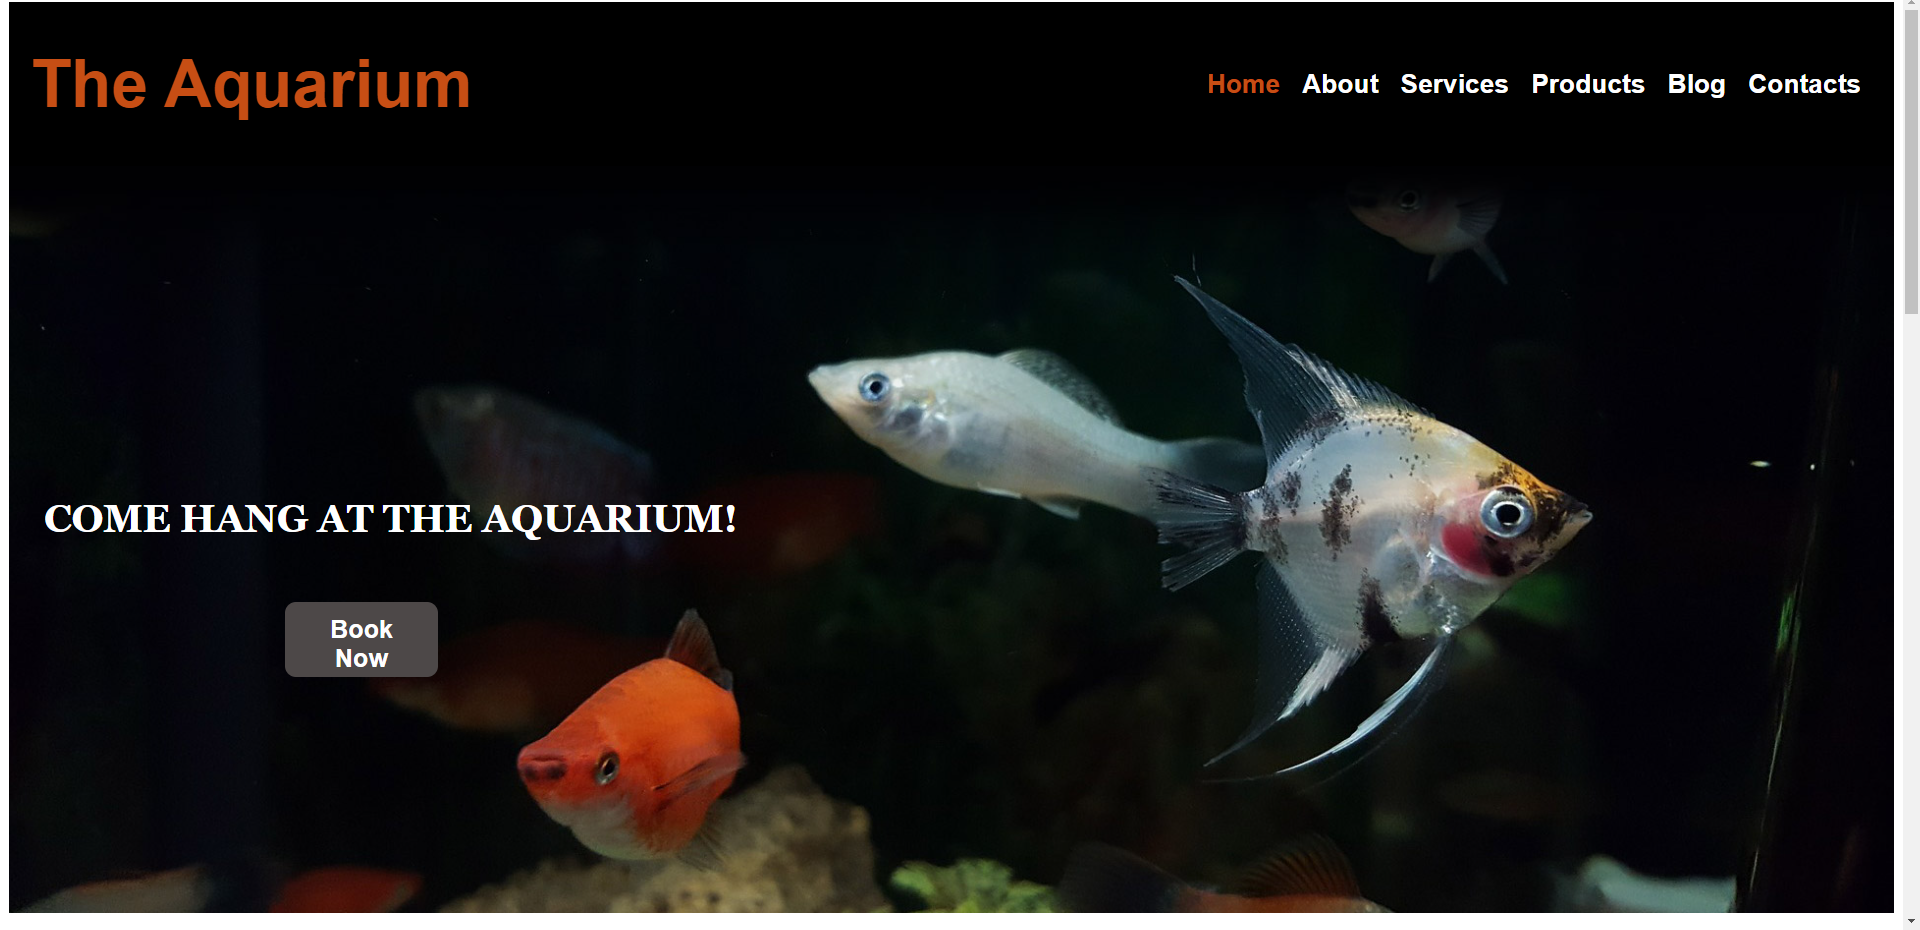 The Aquarium
Home About Services Products Blog Contacts
COME HANG AT THE AQUARIUM!
Book
Now